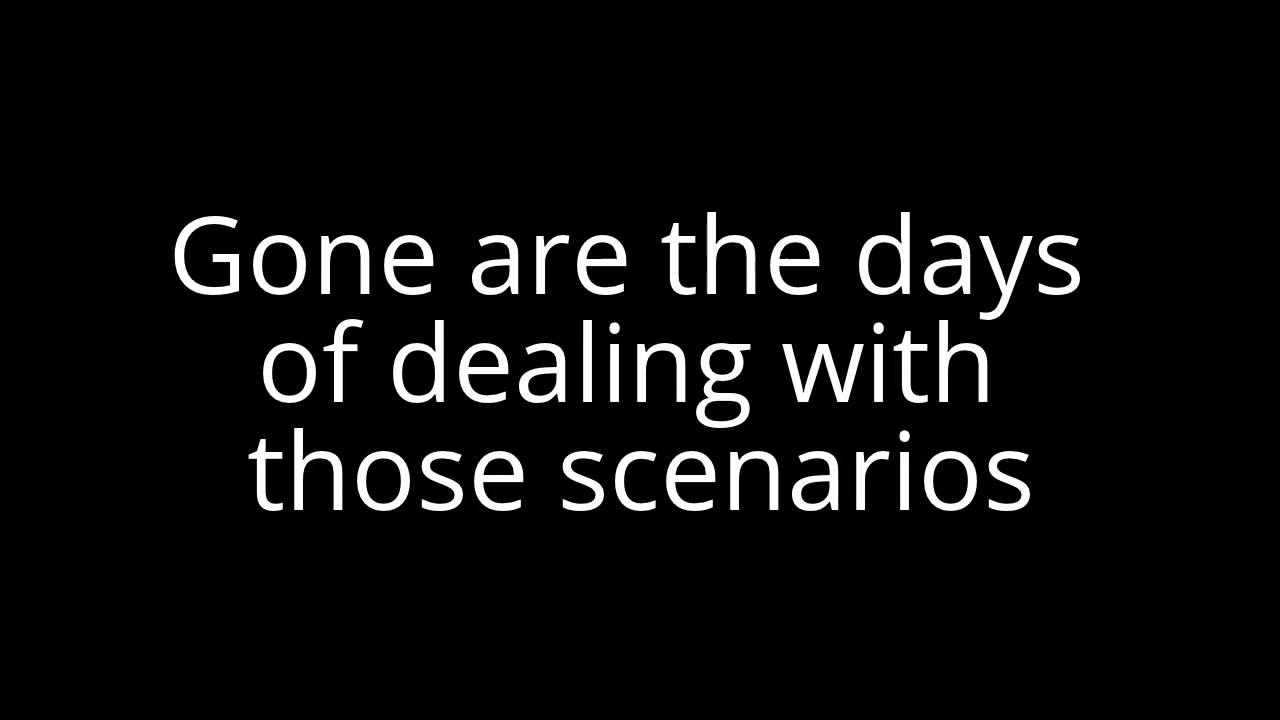 Gone are the days
of dealing with
those scenarios